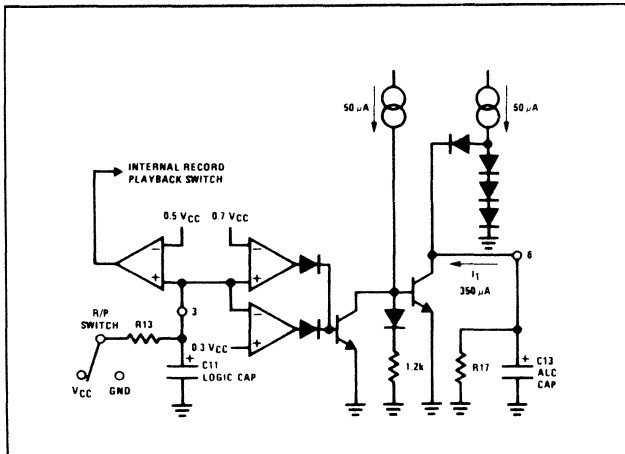 50 μA
50 μA
INTERNAL RECORD
PLAYBACK SWITCH
0.5 VCC
0.7 VCC
−
+
−
+
−
+
6
I1
350 μA
R/P
SWITCH
R13
3
0.3 VCC
+
C11
LOGIC CAP
VCC
GND
1.2k
R17
+
C13
ALC
CAP